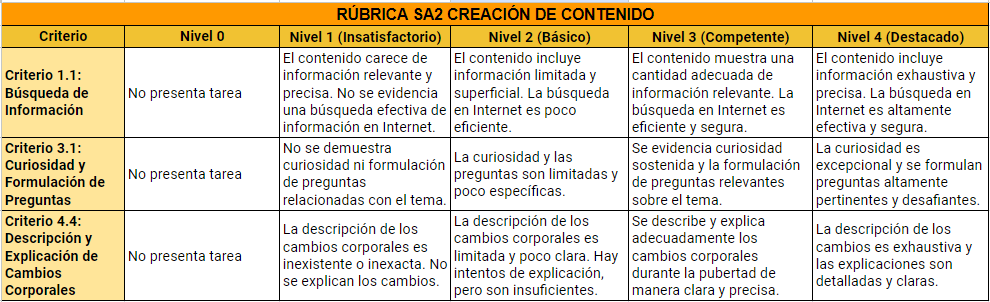 RÚBRICA SA2 CREACIÓN DE CONTENIDO
Criterio
Nivel 0
Nivel 1 (Insatisfactorio)
Nivel 2 (Básico)
Nivel 3 (Competente)
Nivel 4 (Destacado)
Criterio 1.1:
Búsqueda de
Información
No presenta tarea
El contenido carece de
información relevante y
precisa. No se evidencia
una búsqueda efectiva de
información en Internet.
El contenido incluye
información limitada y
superficial. La búsqueda
en Internet es poco
eficiente.
El contenido muestra una
cantidad adecuada de
información relevante. La
búsqueda en Internet es
eficiente y segura.
El contenido incluye
información exhaustiva y
precisa. La búsqueda en
Internet es altamente
efectiva y segura.
Criterio 3.1:
Curiosidad y
Formulación de
Preguntas
No presenta tarea
No se demuestra
curiosidad ni formulación
de preguntas
relacionadas con el tema.
La curiosidad y las
preguntas son limitadas y
poco específicas.
Se evidencia curiosidad
sostenida y la formulación
de preguntas relevantes
sobre el tema.
La curiosidad es
excepcional y se formulan
preguntas altamente
pertinentes y desafiantes.
Criterio 4.4:
Descripción y
Explicación de
Cambios
Corporales
No presenta tarea
La descripción de los
cambios corporales es
inexistente o inexacta. No
se explican los cambios.
La descripción de los
cambios corporales es
limitada y poco clara. Hay
intentos de explicación,
pero son insuficientes.
Se describe y explica
adecuadamente los
cambios corporales
durante la pubertad de
manera clara y precisa.
La descripción de los
cambios es exhaustiva y
las explicaciones son
detalladas y claras.